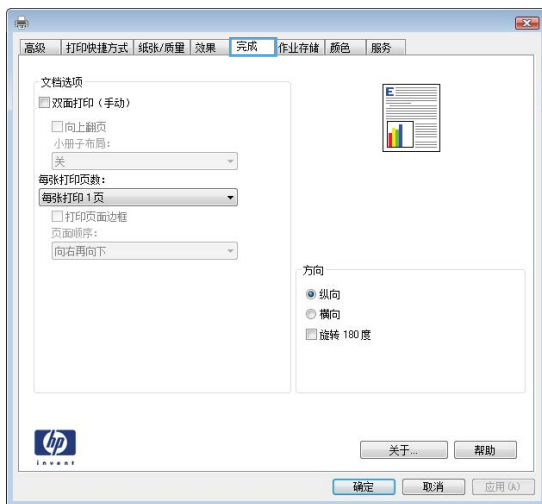 高级 打印快捷方式 纸张/质量 效果 完成 作业存储 颜色 服务
文档选项
双面打印（手动）
向上翻页
小册子布局：
关
每张打印页数：
每张打印 1 页
打印页面边框
页面顺序：
向右再向下
E
方向
纵向
横向
旋转 180 度
hp
invent
关于... 帮助
确定 取消 应用(A)